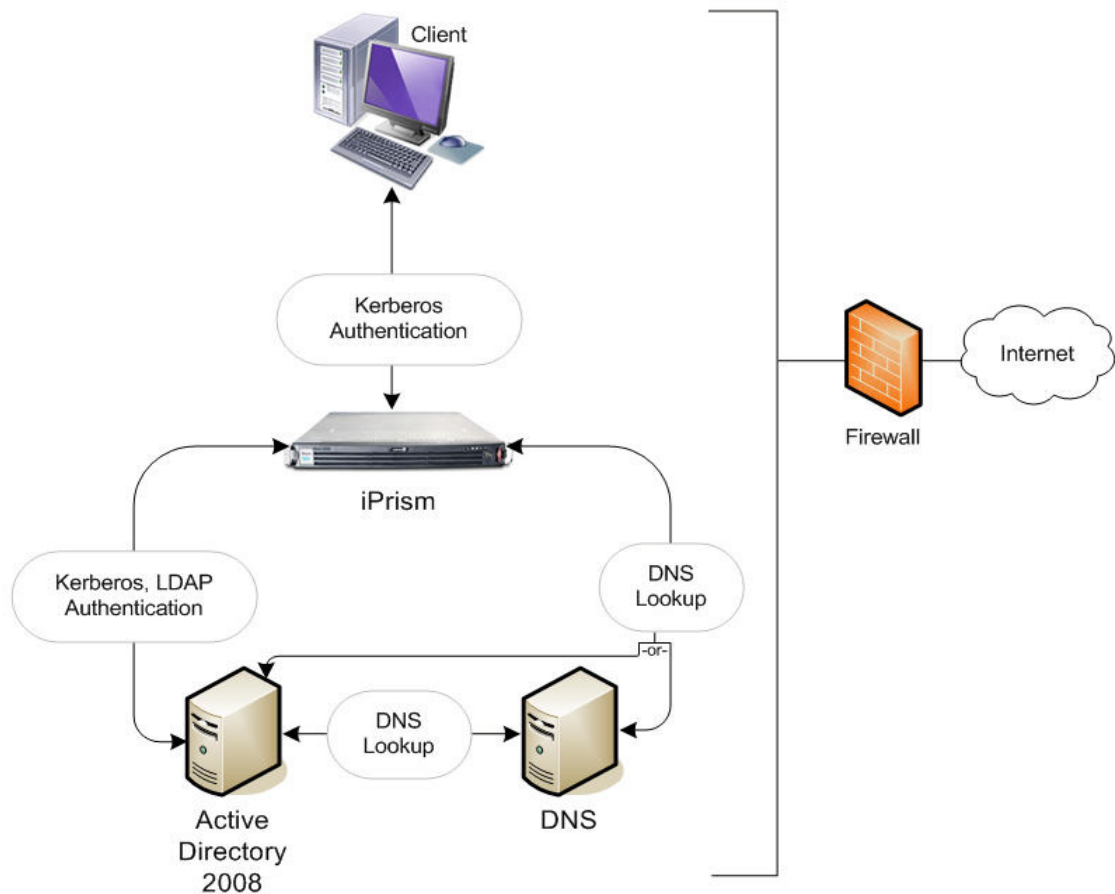 Client
Kerberos
Authentication
Internet
Firewall
iPrism
Kerberos, LDAP
Authentication
DNS
Lookup
-or-
DNS
Lookup
Active
Directory
2008
DNS